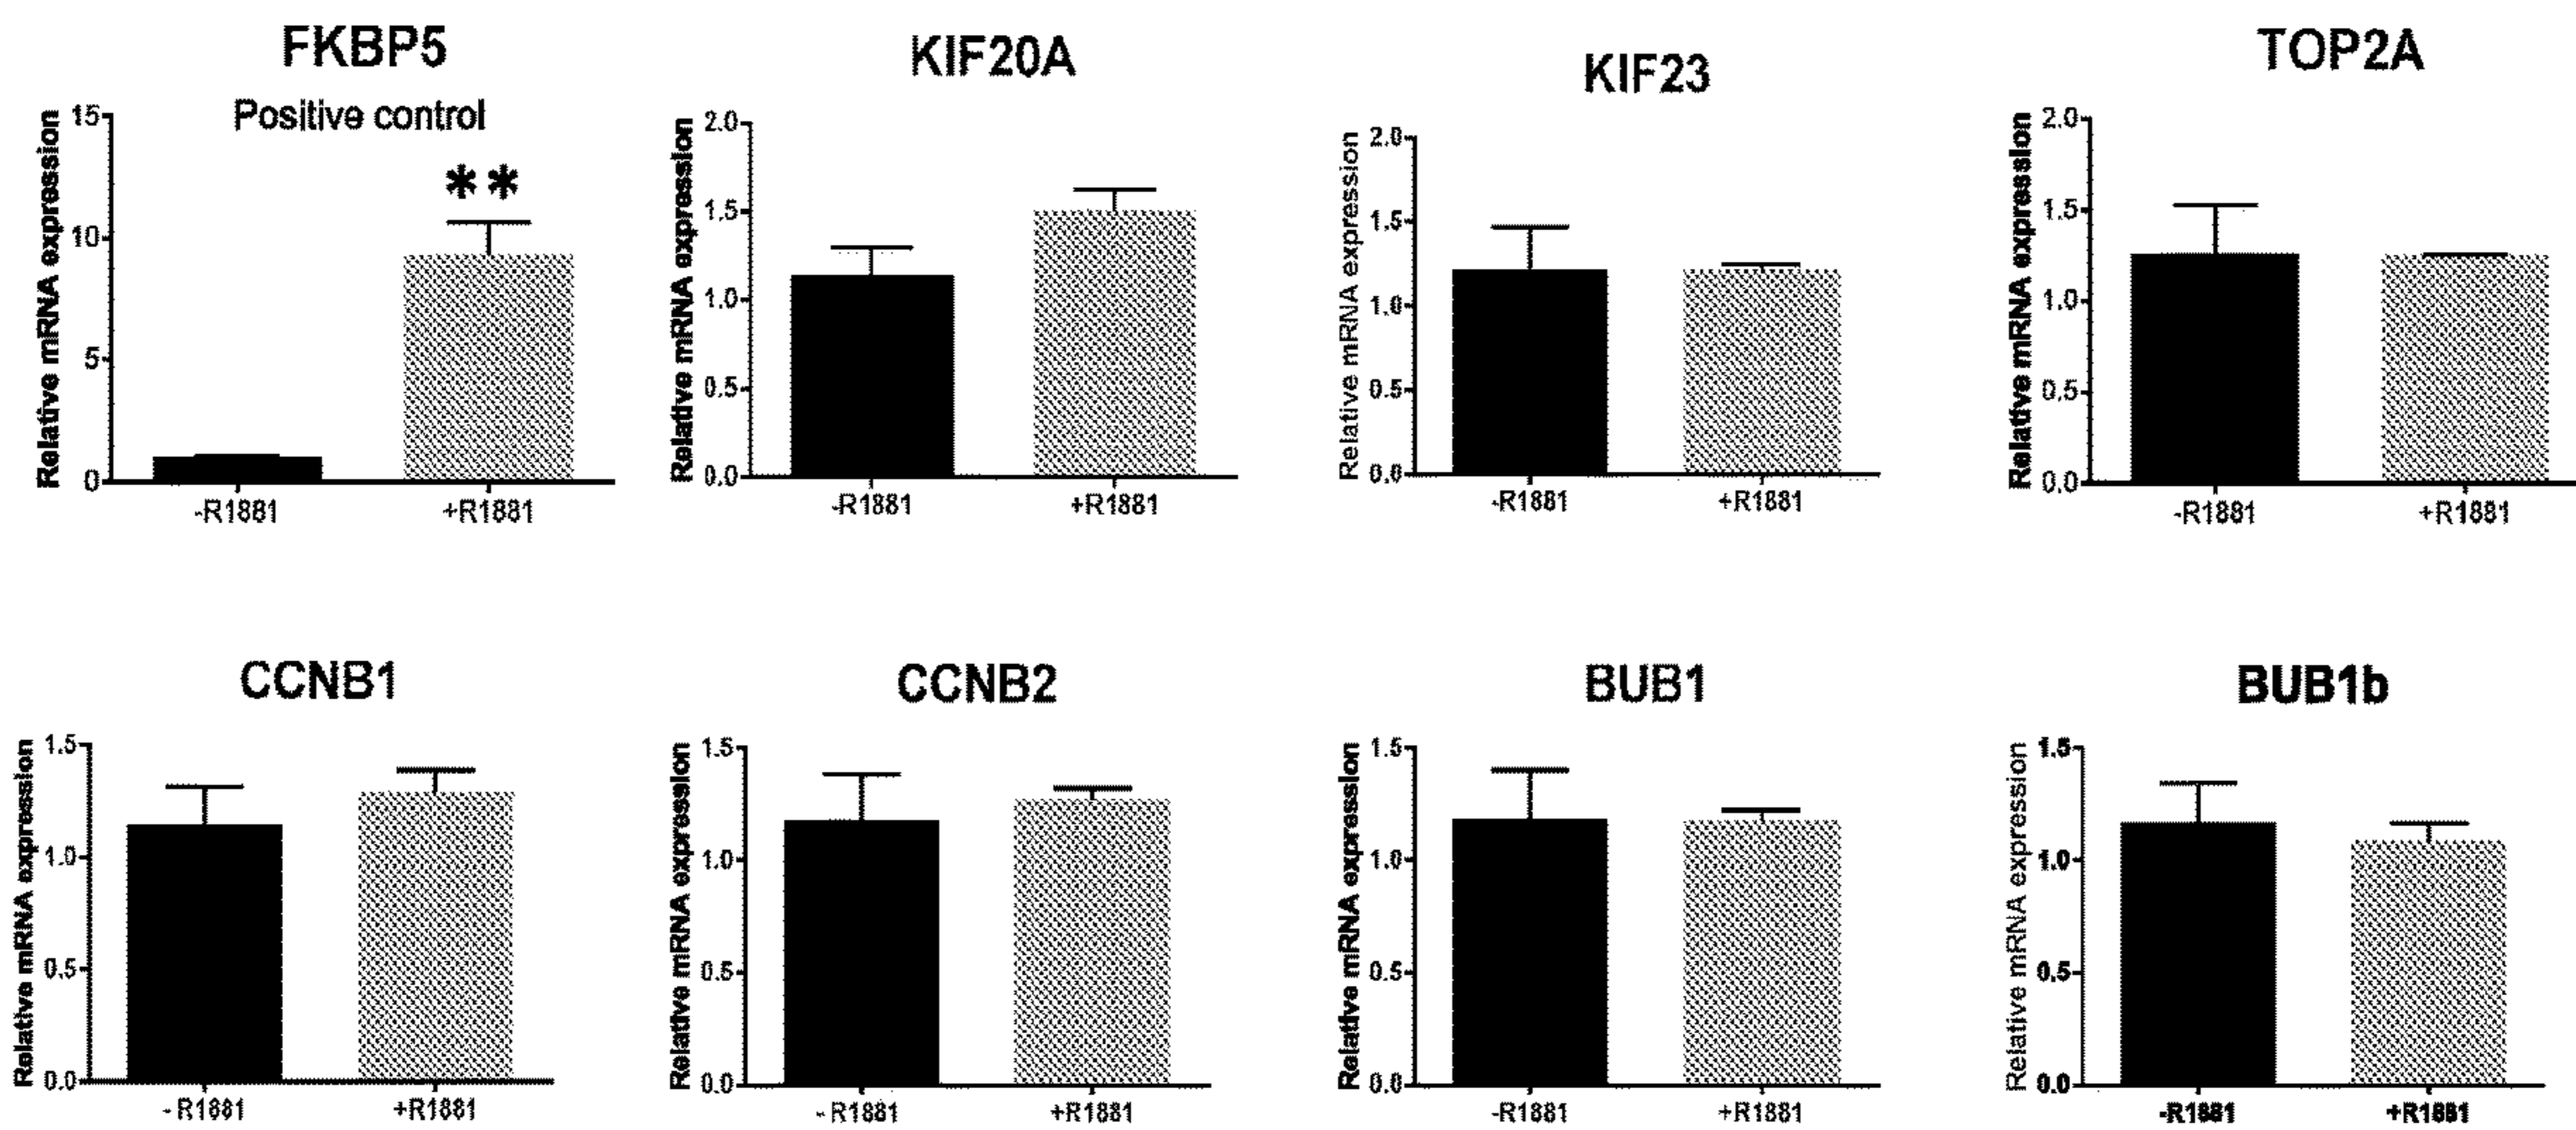 FKBP5
Positive control
**
Relative mRNA expression
15
10
5
0
-R1881
+R1881
KIF20A
Relative mRNA expression
2.0
1.5
1.0
0.5
0.0
-R1881
+R1881
KIF23
Relative mRNA expression
2.0
1.5
1.0
0.5
0.0
-R1881
+R1881
TOP2A
Relative mRNA expression
2.0
1.5
1.0
0.5
0.0
-R1881
+R1881
CCNB1
Relative mRNA expression
1.5
1.0
0.5
0.0
-R1881
+R1881
CCNB2
Relative mRNA expression
1.5
1.0
0.5
0.0
-R1881
+R1881
BUB1
Relative mRNA expression
1.5
1.0
0.5
0.0
-R1881
+R1881
BUB1b
Relative mRNA expression
1.5
1.0
0.5
0.0
-R1881
+R1881